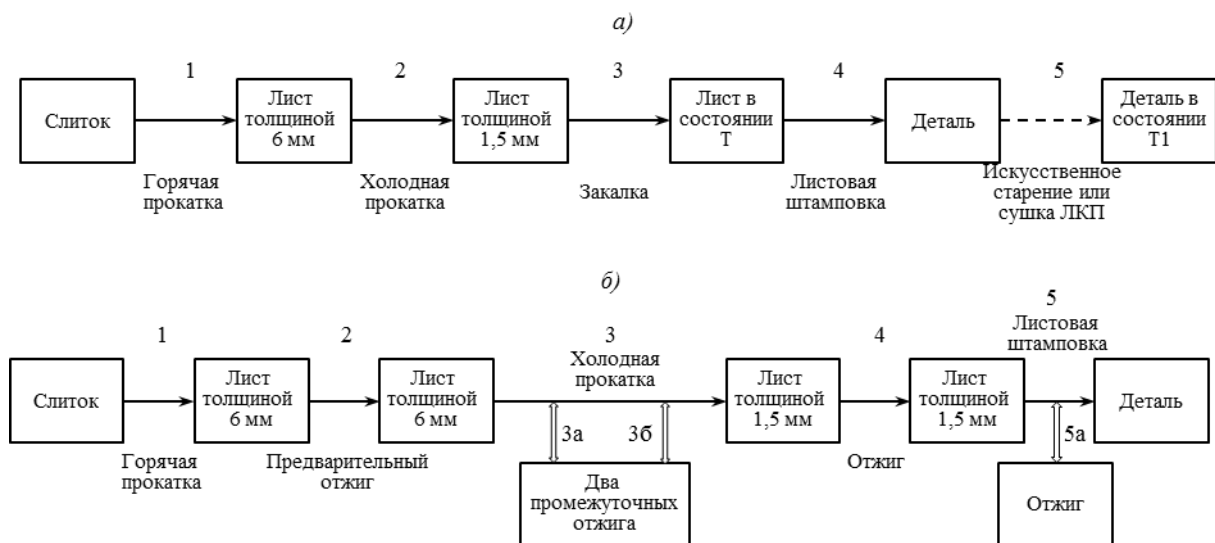 а)
1
2
3
4
5
Слиток
Лист
толщиной
6 мм
Лист
толщиной
1,5 мм
Лист в
состоянии
Т
Деталь
Деталь в
состоянии
Т1
Горячая
прокатка
Холодная
прокатка
Закалка
Листовая
штамповка
Искусственное
старение или
сушка ЛКП
б)
1
2
3
Холодная
прокатка
4
5
Листовая
штамповка
Слиток
Лист
толщиной
6 мм
Лист
толщиной
6 мм
Лист
толщиной
1,5 мм
Лист
толщиной
1,5 мм
Деталь
Горячая
прокатка
Предварительный
отжиг
3а
3б
Отжиг
5а
Два
промежуточных
отжига
Отжиг